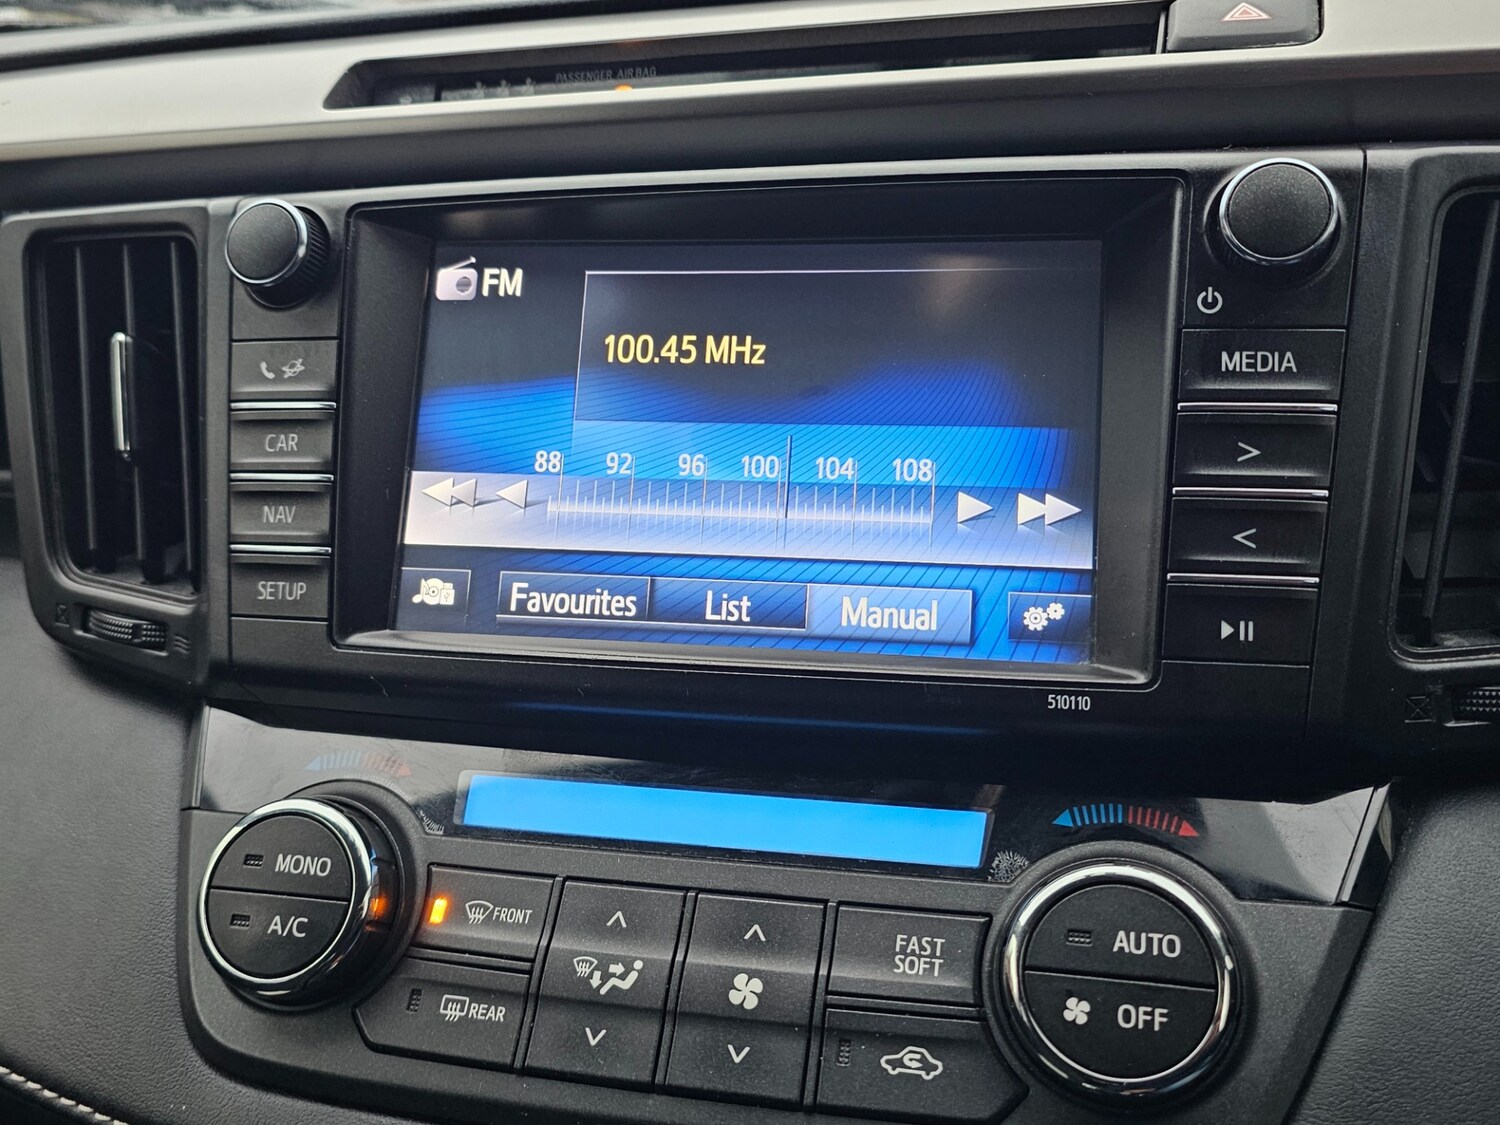 PASSENGER AIR BAG
FM
100.45 MHz
88 92 96 100 104 108
Favourites List Manual
CAR
NAV
SETUP
MEDIA
>
<
510110
MONO
A/C
FRONT
REAR
FAST
SOFT
AUTO
OFF